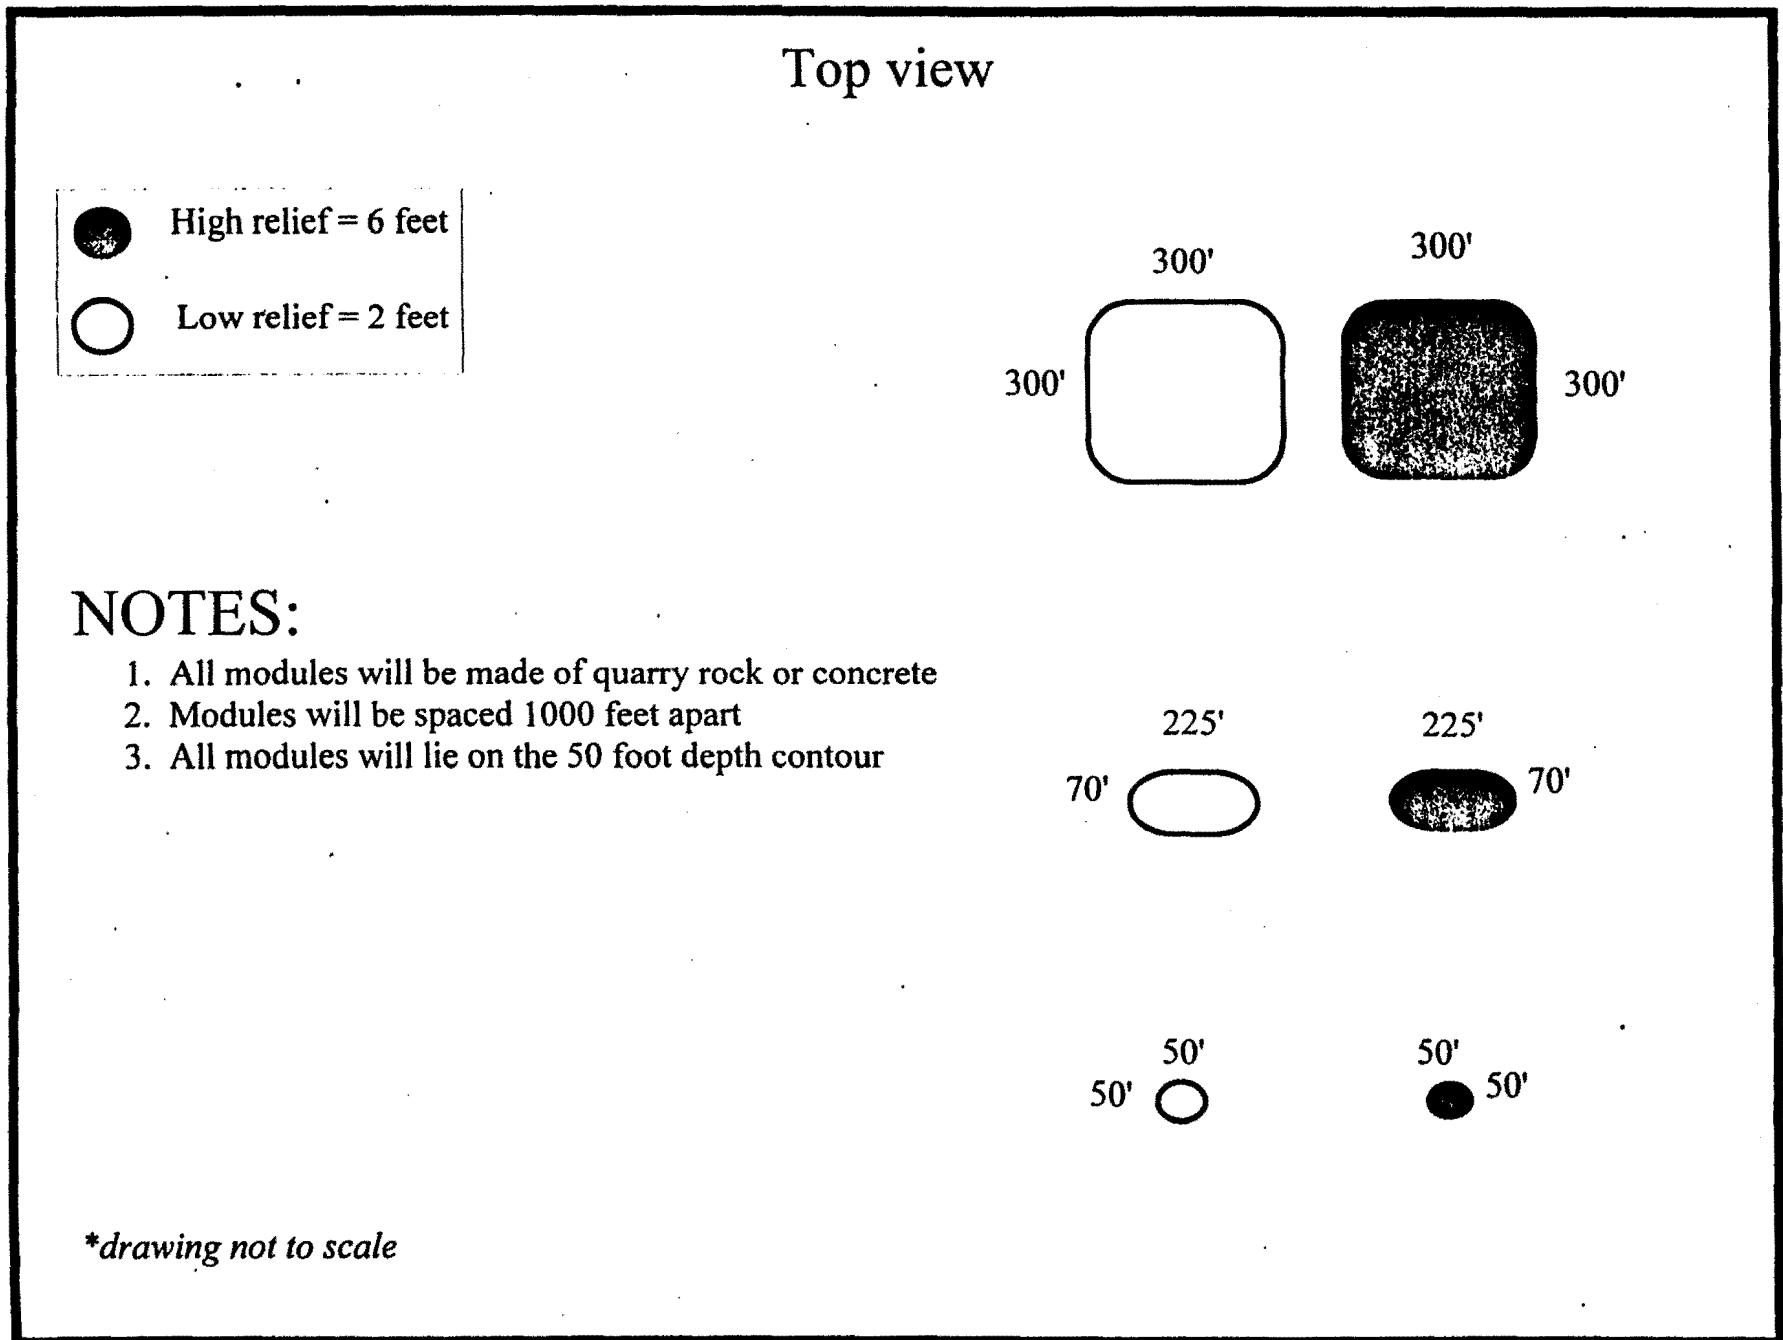 Top view
High relief = 6 feet
Low relief = 2 feet
300'
300'
300'
300'
NOTES:
1. All modules will be made of quarry rock or concrete
2. Modules will be spaced 1000 feet apart
3. All modules will lie on the 50 foot depth contour
225'
225'
70'
70'
50'
50'
50'
50'
*drawing not to scale